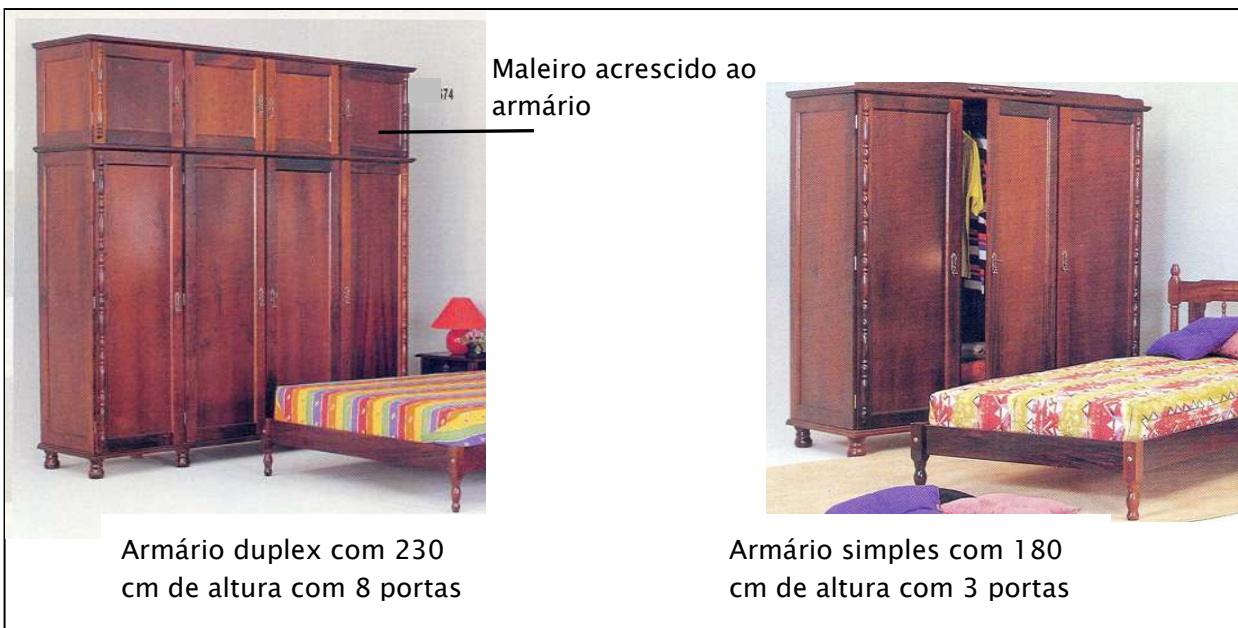 Maleiro acrescido ao
armário
Armário duplex com 230
cm de altura com 8 portas
Armário simples com 180
cm de altura com 3 portas